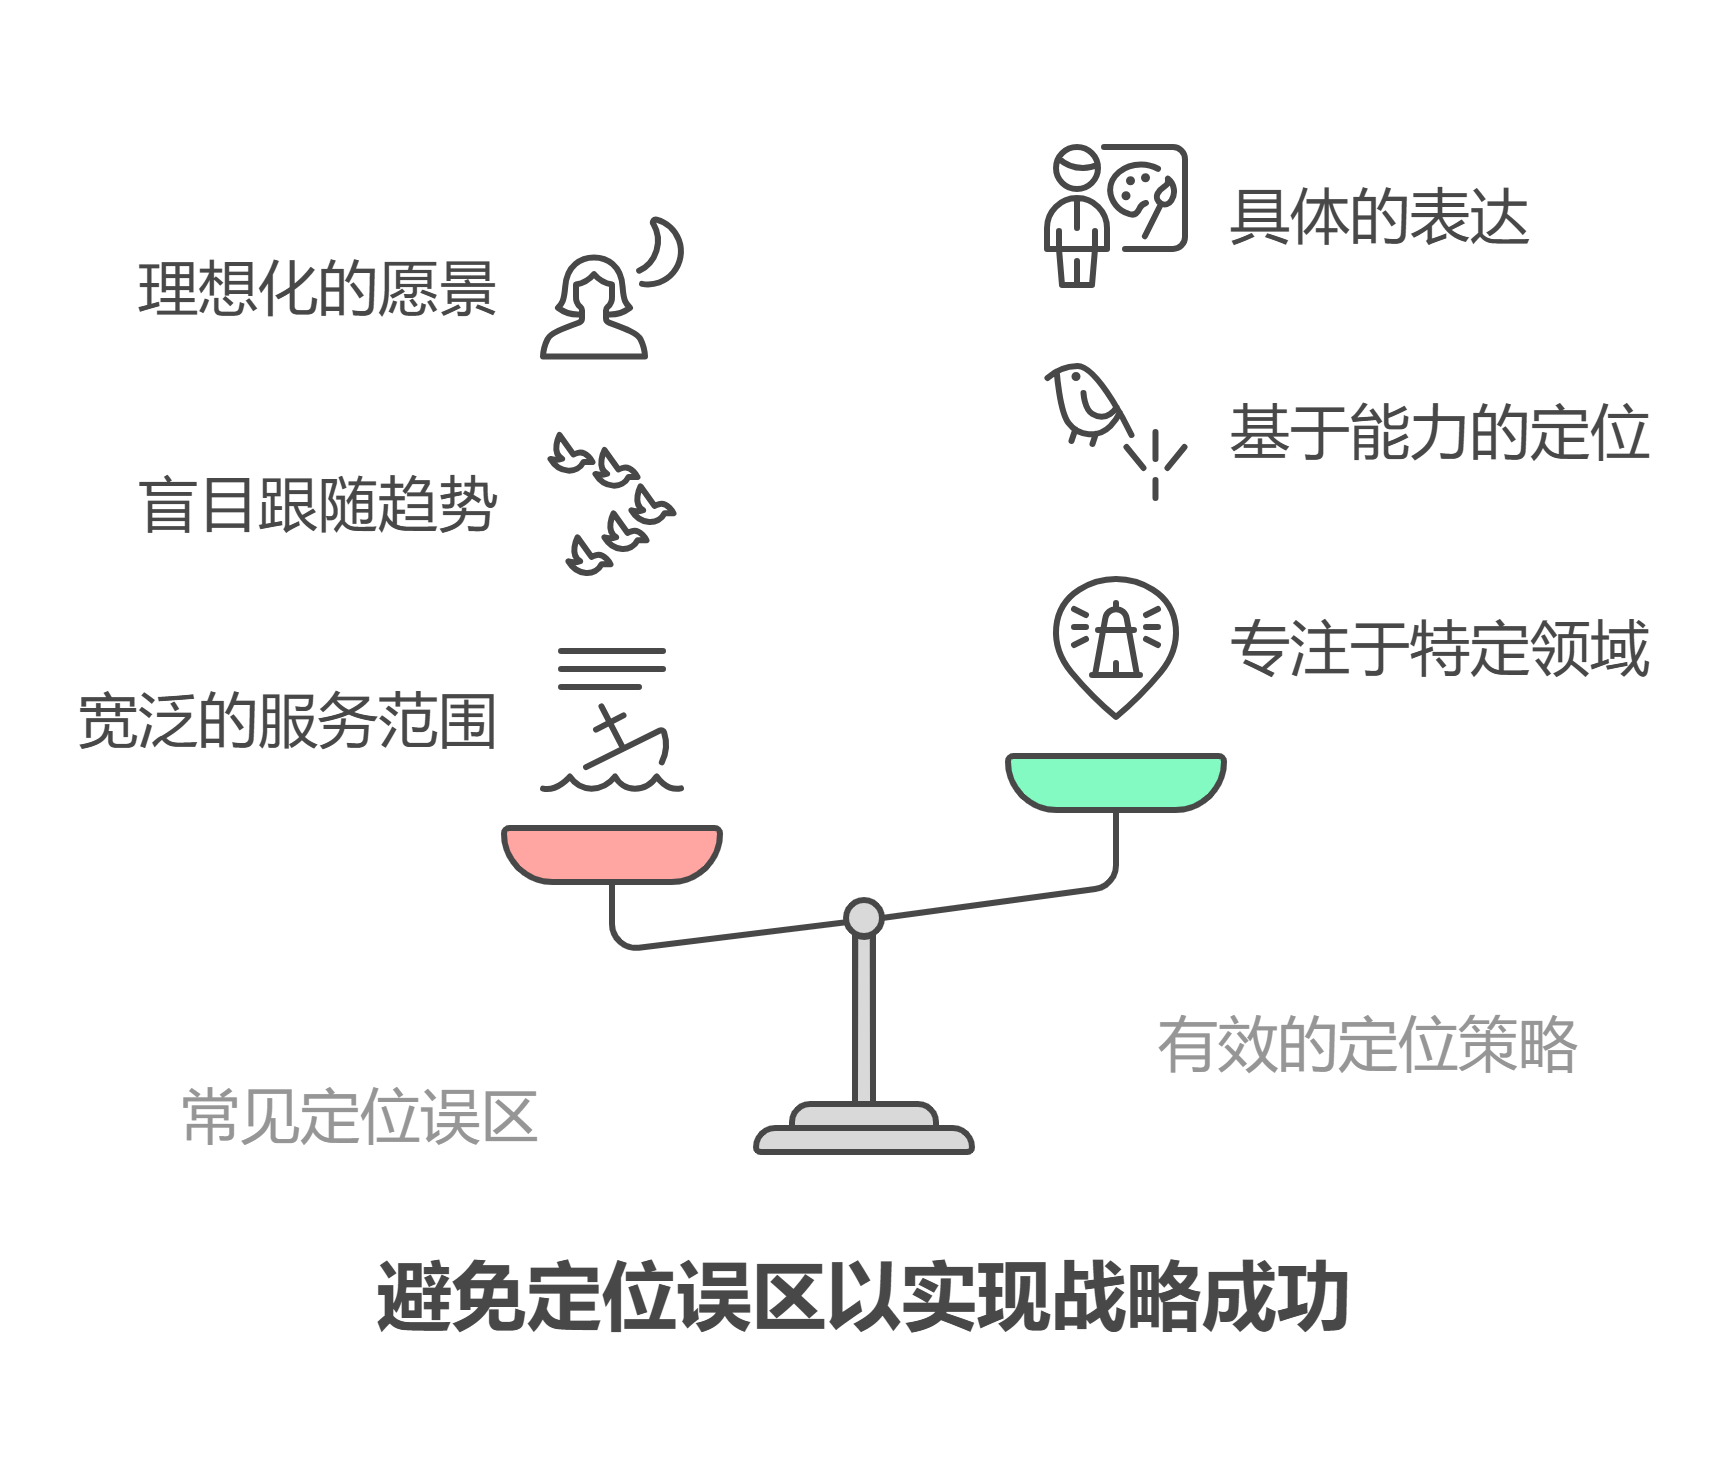 具体的表达
理想化的愿景
基于能力的定位
盲目跟随趋势
专注于特定领域
宽泛的服务范围
有效的定位策略
常见定位误区
避免定位误区以实现战略成功